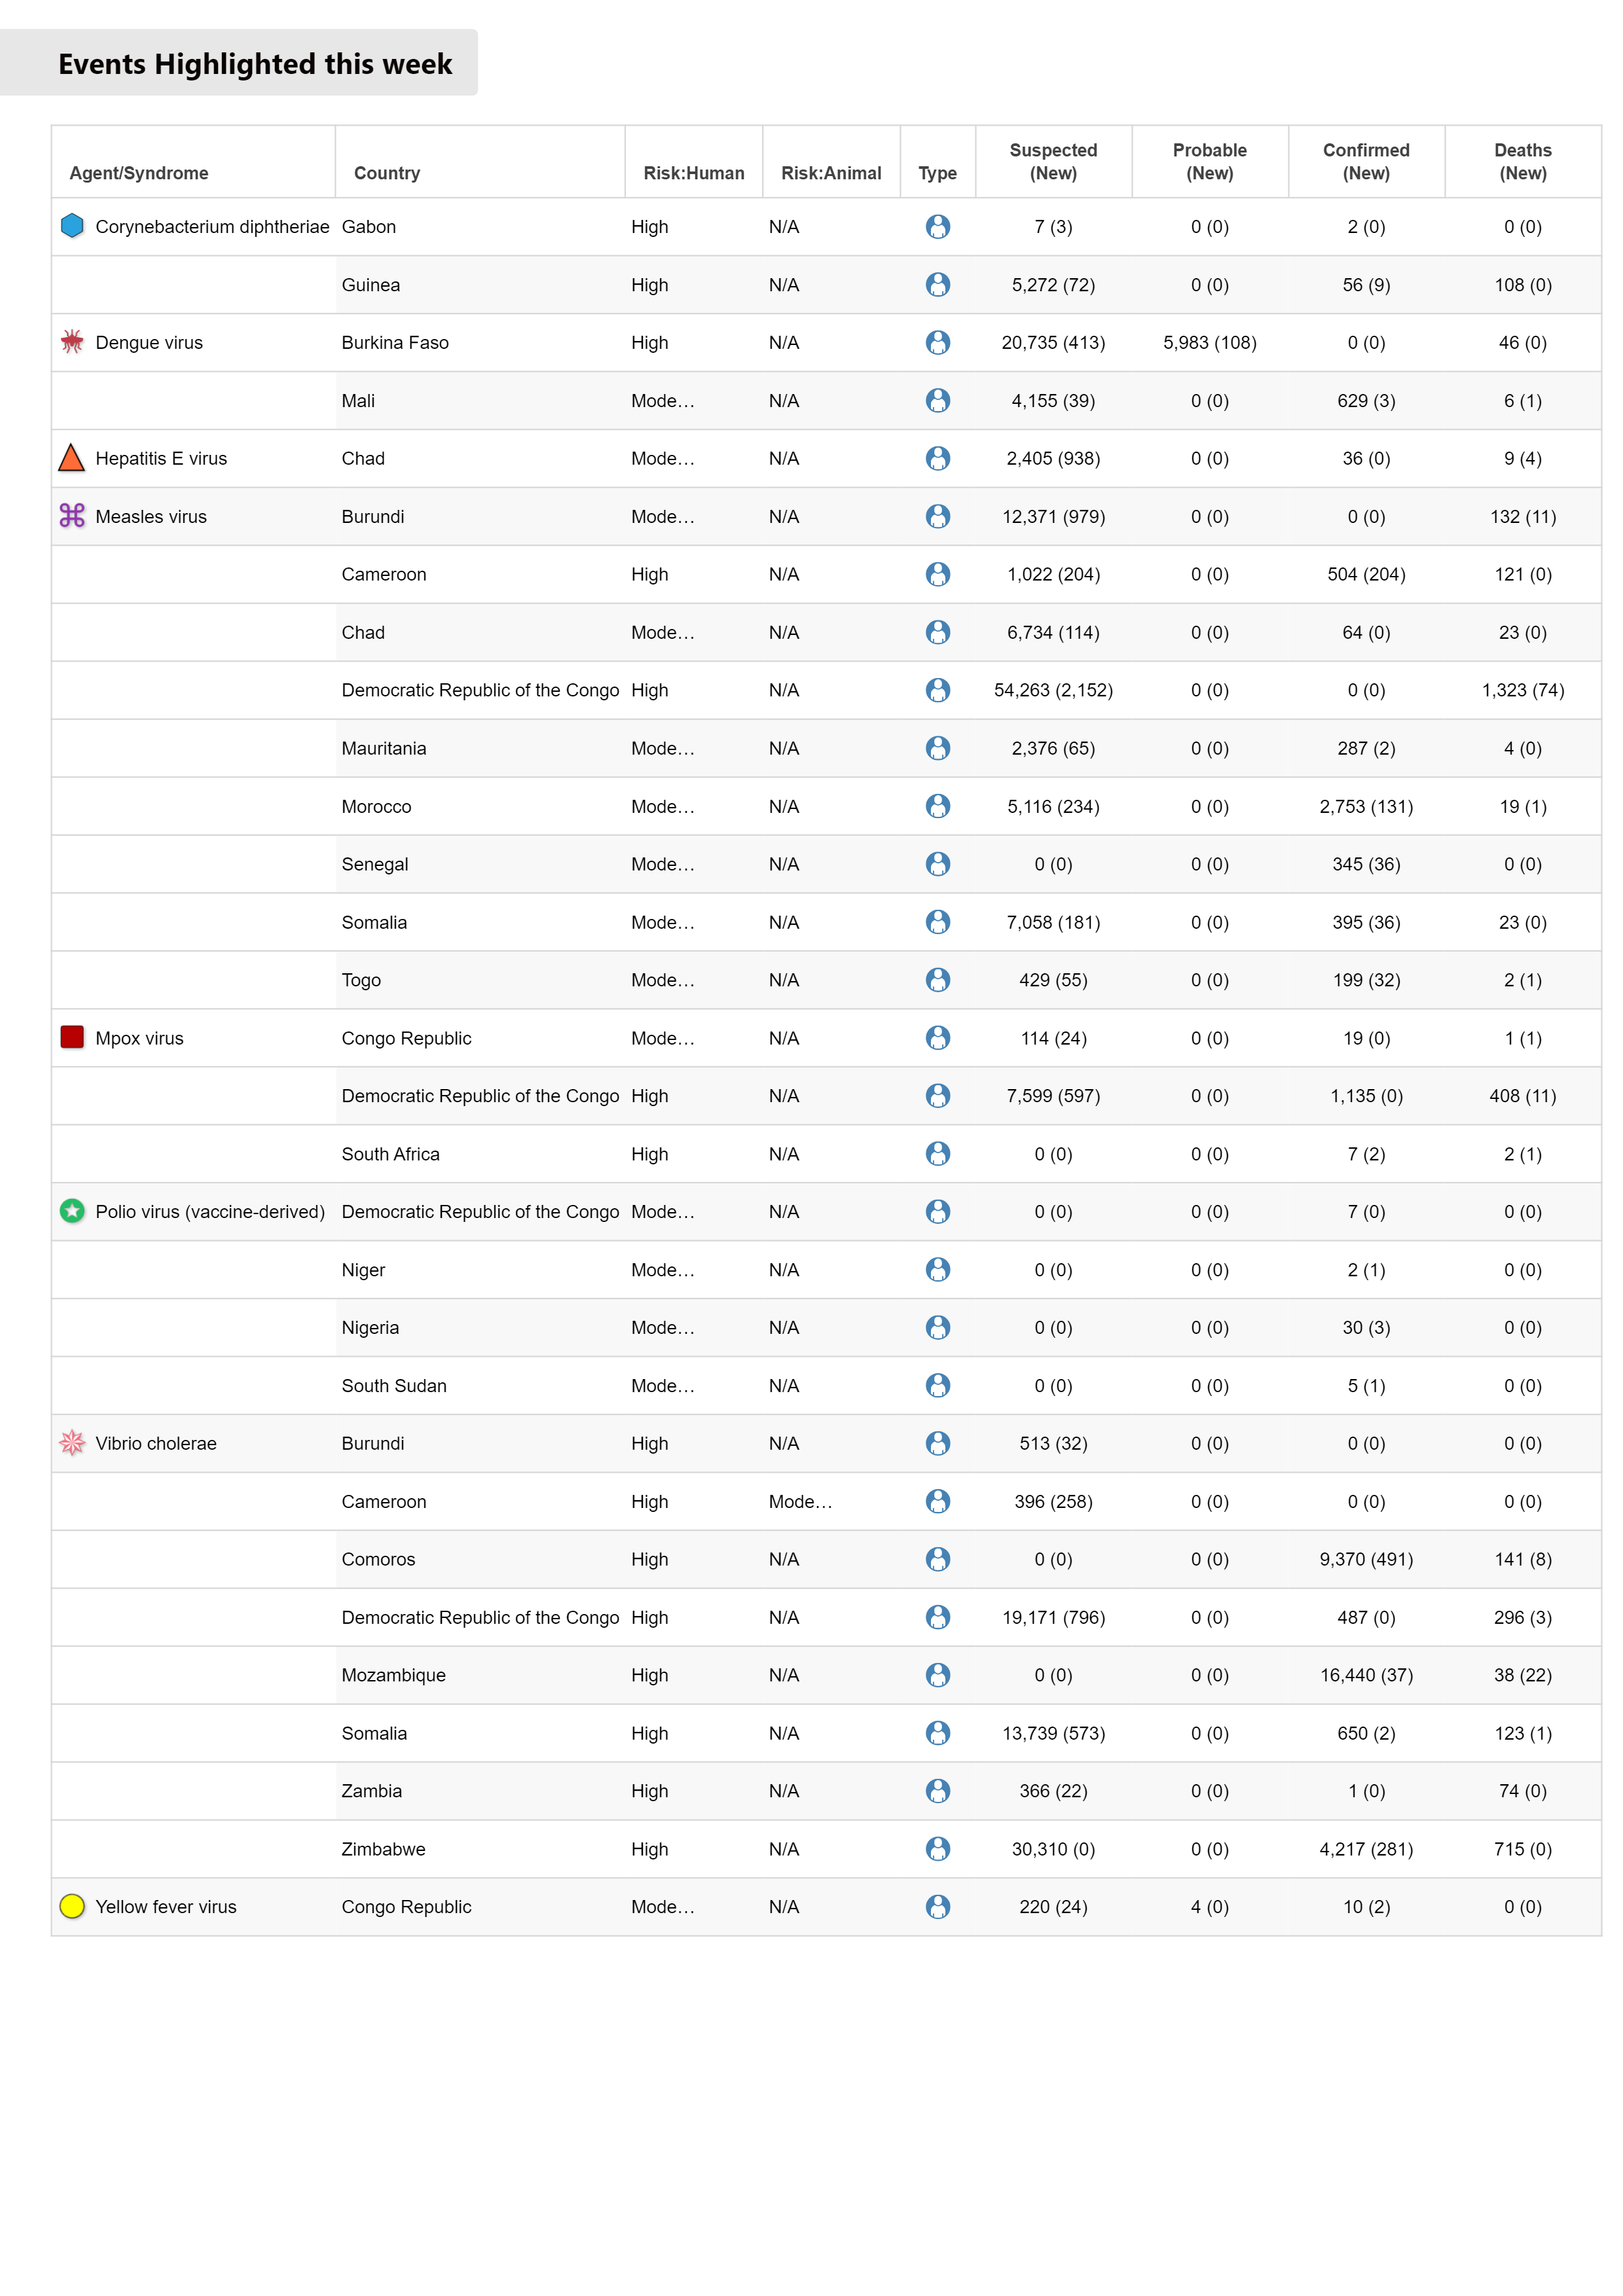 Events Highlighted this week
Agent/Syndrome Country Risk:Human Risk:Animal Type Suspected (New) Probable (New) Confirmed (New) Deaths (New)
Corynebacterium diphtheriae Gabon High N/A 7 (3) 0 (0) 2 (0) 0 (0)
Guinea High N/A 5,272 (72) 0 (0) 56 (9) 108 (0)
Dengue virus Burkina Faso High N/A 20,735 (413) 5,983 (108) 0 (0) 46 (0)
Mali Mode… N/A 4,155 (39) 0 (0) 629 (3) 6 (1)
Hepatitis E virus Chad Mode… N/A 2,405 (938) 0 (0) 36 (0) 9 (4)
Measles virus Burundi Mode… N/A 12,371 (979) 0 (0) 0 (0) 132 (11)
Cameroon High N/A 1,022 (204) 0 (0) 504 (204) 121 (0)
Chad Mode… N/A 6,734 (114) 0 (0) 64 (0) 23 (0)
Democratic Republic of the Congo High N/A 54,263 (2,152) 0 (0) 0 (0) 1,323 (74)
Mauritania Mode… N/A 2,376 (65) 0 (0) 287 (2) 4 (0)
Morocco Mode… N/A 5,116 (234) 0 (0) 2,753 (131) 19 (1)
Senegal Mode… N/A 0 (0) 0 (0) 345 (36) 0 (0)
Somalia Mode… N/A 7,058 (181) 0 (0) 395 (36) 23 (0)
Togo Mode… N/A 429 (55) 0 (0) 199 (32) 2 (1)
Mpox virus Congo Republic Mode… N/A 114 (24) 0 (0) 19 (0) 1 (1)
Democratic Republic of the Congo High N/A 7,599 (597) 0 (0) 1,135 (0) 408 (11)
South Africa High N/A 0 (0) 0 (0) 7 (2) 2 (1)
Polio virus (vaccine-derived) Democratic Republic of the Congo Mode… N/A 0 (0) 0 (0) 7 (0) 0 (0)
Niger Mode… N/A 0 (0) 0 (0) 2 (1) 0 (0)
Nigeria Mode… N/A 0 (0) 0 (0) 30 (3) 0 (0)
South Sudan Mode… N/A 0 (0) 0 (0) 5 (1) 0 (0)
Vibrio cholerae Burundi High N/A 513 (32) 0 (0) 0 (0) 0 (0)
Cameroon High Mode… 396 (258) 0 (0) 0 (0) 0 (0)
Comoros High N/A 0 (0) 0 (0) 9,370 (491) 141 (8)
Democratic Republic of the Congo High N/A 19,171 (796) 0 (0) 487 (0) 296 (3)
Mozambique High N/A 0 (0) 0 (0) 16,440 (37) 38 (22)
Somalia High N/A 13,739 (573) 0 (0) 650 (2) 123 (1)
Zambia High N/A 366 (22) 0 (0) 1 (0) 74 (0)
Zimbabwe High N/A 30,310 (0) 0 (0) 4,217 (281) 715 (0)
Yellow fever virus Congo Republic Mode… N/A 220 (24) 4 (0) 10 (2) 0 (0)